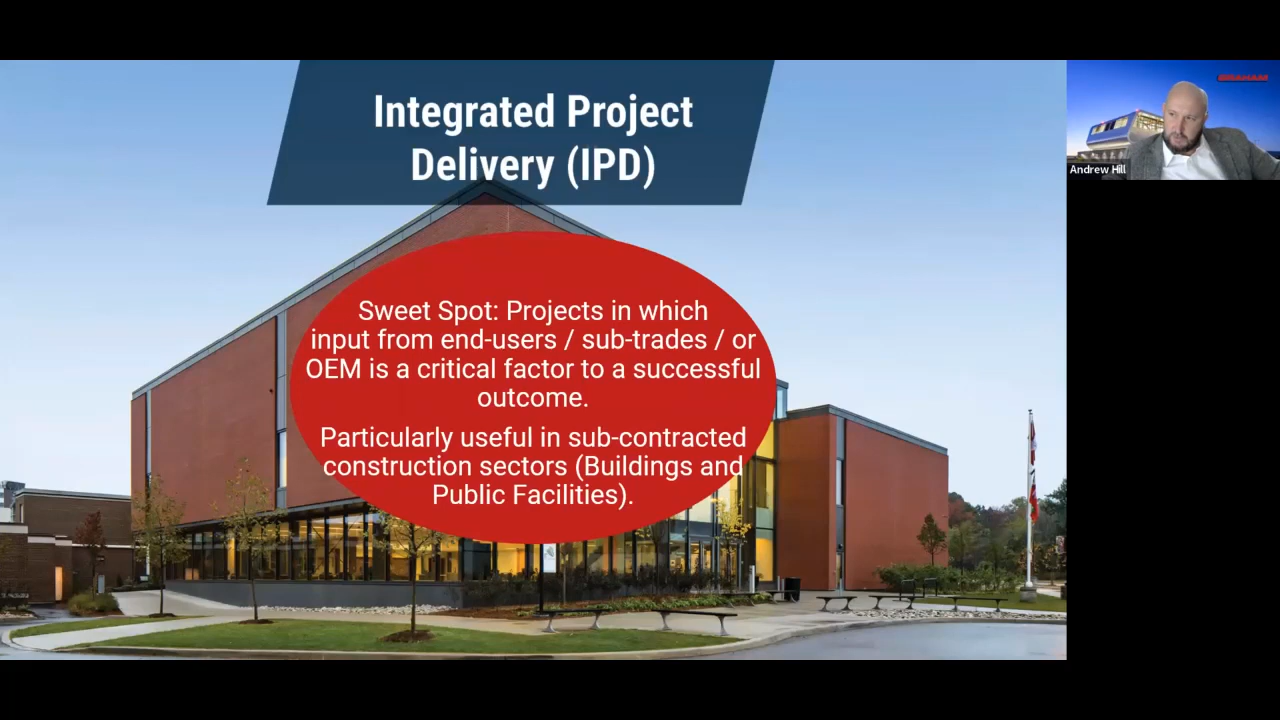 Integrated Project
Delivery (IPD)
Sweet Spot: Projects in which
input from end-users / sub-trades / or
OEM is a critical factor to a successful
outcome.
Particularly useful in sub-contracted
construction sectors (Buildings and
Public Facilities).
Andrew Hill